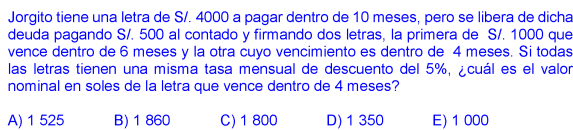 Jorgito tiene una letra de S/. 4000 a pagar dentro de 10 meses, pero se libera de dicha
deuda pagando S/. 500 al contado y firmando dos letras, la primera de S/. 1000 que
vence dentro de 6 meses y la otra cuyo vencimiento es dentro de 4 meses. Si todas
las letras tienen una misma tasa mensual de descuento del 5%, ¿cuál es el valor
nominal en soles de la letra que vence dentro de 4 meses?
A) 1 525 B) 1 860 C) 1 800 D) 1 350 E) 1 000